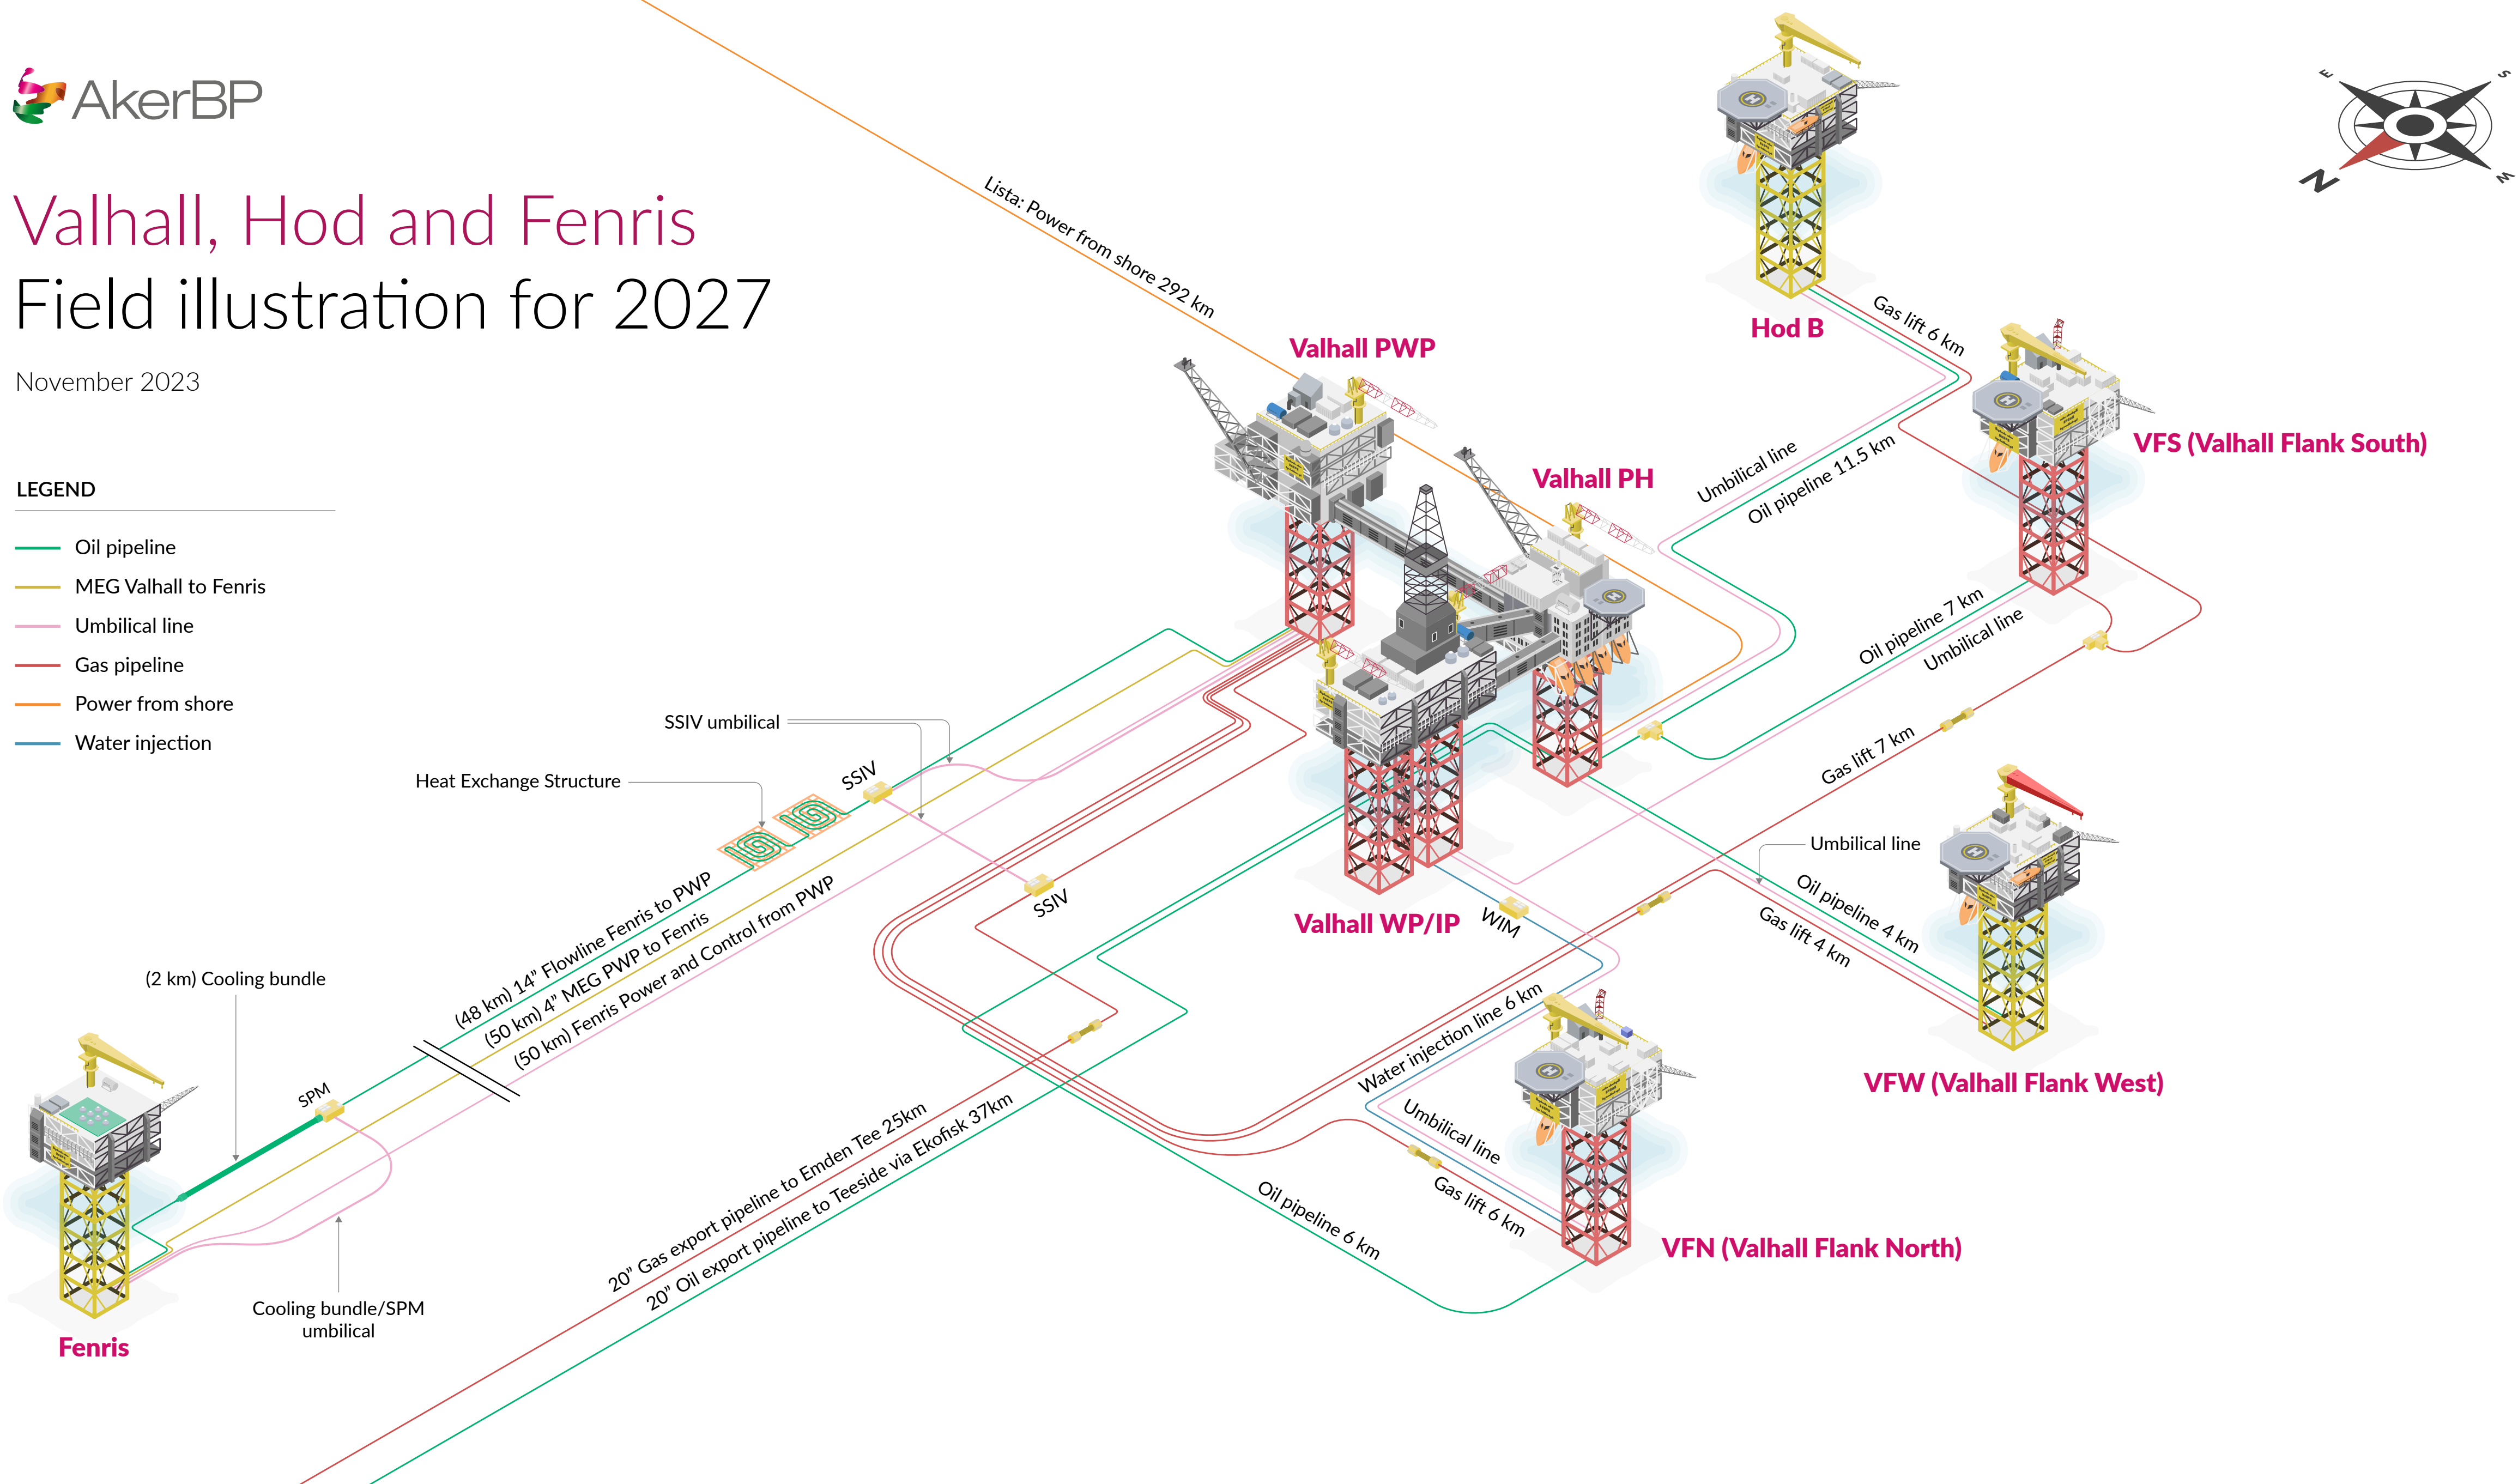 AkerBP
Valhall, Hod and Fenris
Field illustration for 2027
November 2023
LEGEND
Oil pipeline
MEG Valhall to Fenris
Umbilical line
Gas pipeline
Power from shore
Water injection
E
S
N
W
Lista: Power from shore 292 km
Hod B
Gas lift 6 km
Valhall PWP
Valhall PH
VFS (Valhall Flank South)
Umbilical line
Oil pipeline 11.5 km
Oil pipeline 7 km
Umbilical line
Gas lift 7 km
SSIV umbilical
Heat Exchange Structure
SSIV
SSIV
Valhall WP/IP
WIM
Umbilical line
Oil pipeline 4 km
Gas lift 4 km
VFW (Valhall Flank West)
(48 km) 14” Flowline Fenris to PWP
(50 km) 4” MEG PWP to Fenris
(50 km) Fenris Power and Control from PWP
(2 km) Cooling bundle
SPM
Water injection line 6 km
Umbilical line
Gas lift 6 km
Oil pipeline 6 km
VFN (Valhall Flank North)
20” Gas export pipeline to Emden Tee 25km
20” Oil export pipeline to Teeside via Ekofisk 37km
Cooling bundle/SPM
umbilical
Fenris
H
H
H
H
H